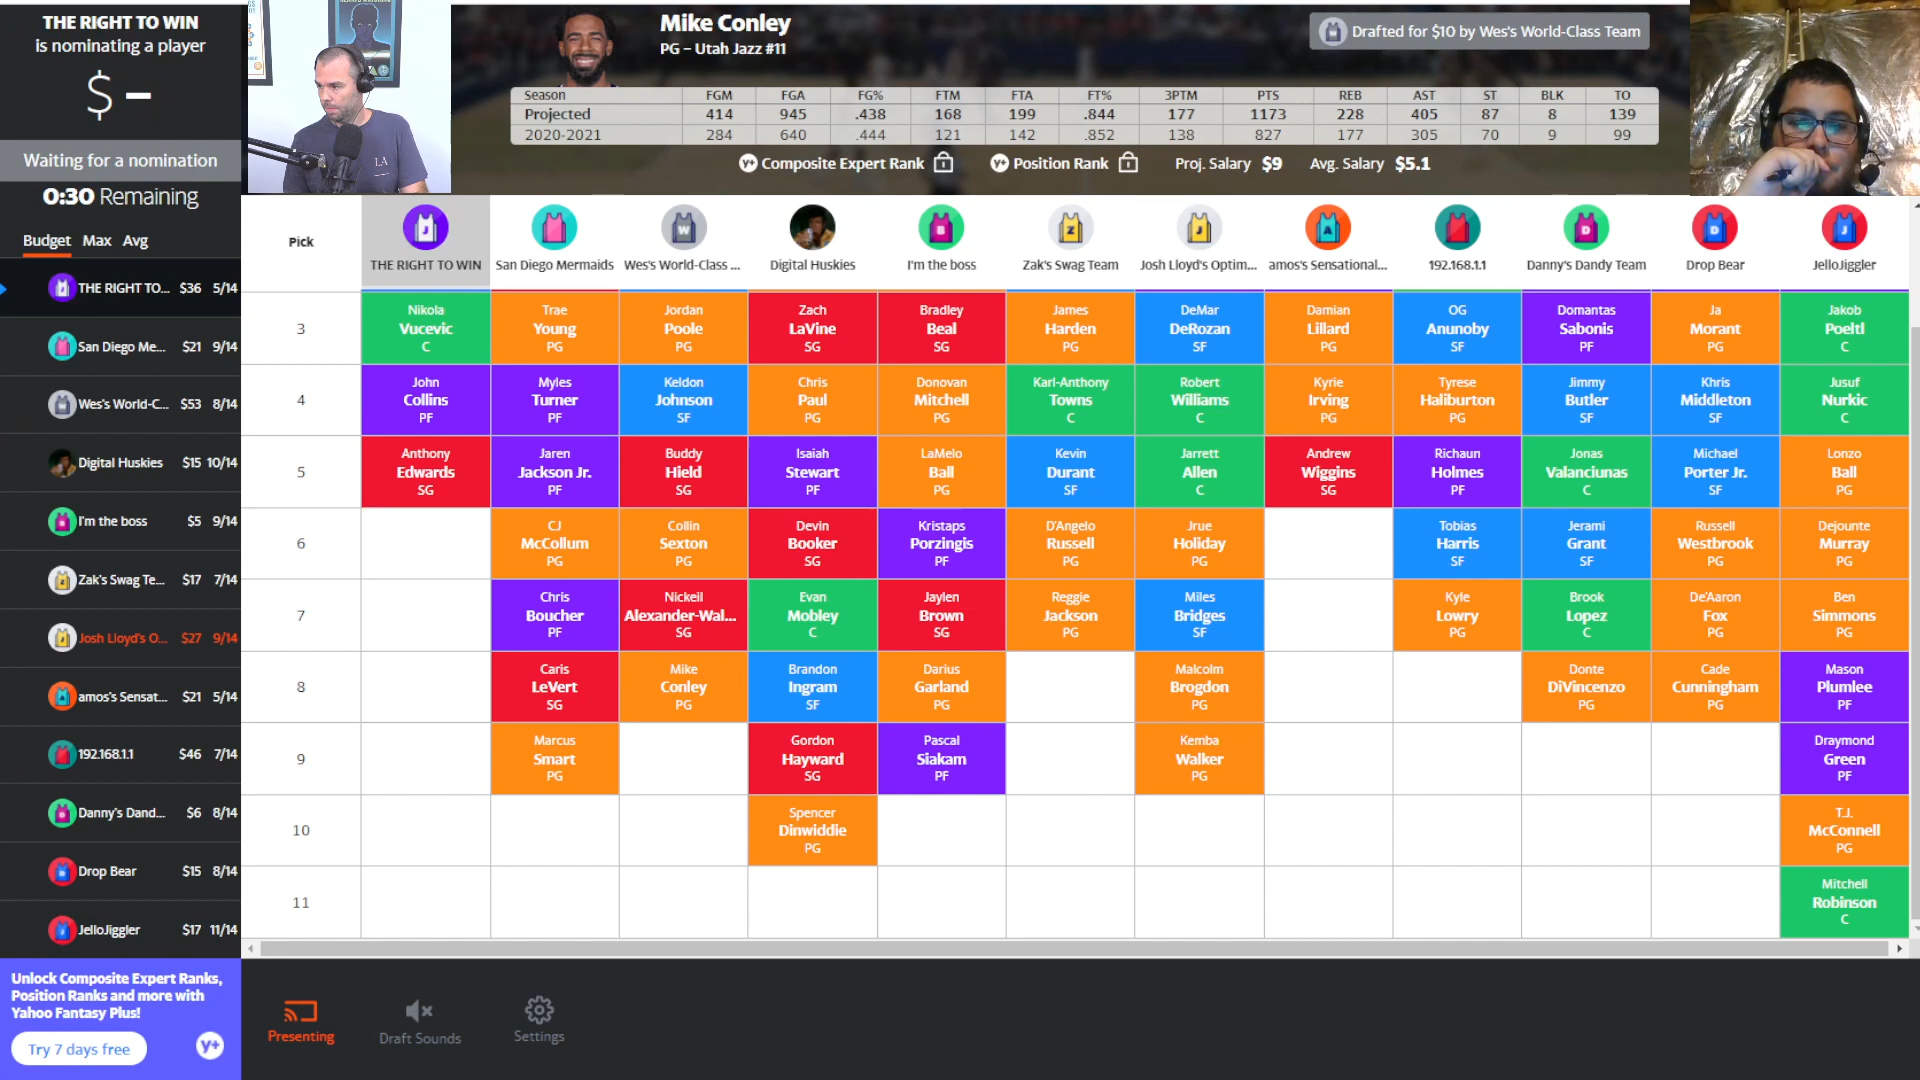 THE RIGHT TO WIN
is nominating a player
$ –
Waiting for a nomination
0:30 Remaining
Budget Max Avg
THE RIGHT TO... $36 5/14
San Diego Me... $21 9/14
Wes's World-C... $53 8/14
Digital Huskies $15 10/14
I'm the boss $5 9/14
Zak's Swag Te... $17 7/14
Josh Lloyd's O... $27 9/14
amos's Sensat... $21 5/14
192.168.1.1 $46 7/14
Danny's Dand... $6 8/14
Drop Bear $15 8/14
JelloJiggler $17 11/14
Unlock Composite Expert Ranks,
Position Ranks and more with
Yahoo Fantasy Plus!
Try 7 days free
y+
LA
Mike Conley
PG – Utah Jazz #11
Drafted for $10 by Wes's World-Class Team
Season FGM FGA FG% FTM FTA FT% 3PTM PTS REB AST ST BLK TO
Projected 414 945 .438 168 199 .844 177 1173 228 405 87 8 139
2020-2021 284 640 .444 121 142 .852 138 827 177 305 70 9 99
y+ Composite Expert Rank y+ Position Rank Proj. Salary $9 Avg. Salary $5.1
J W B Z J A D D J
Pick THE RIGHT TO WIN San Diego Mermaids Wes's World-Class ... Digital Huskies I'm the boss Zak's Swag Team Josh Lloyd's Optim... amos's Sensational... 192.168.1.1 Danny's Dandy Team Drop Bear JelloJiggler
Nikola Trae Jordan Zach Bradley James DeMar Damian OG Domantas Ja Jakob
3 Vucevic Young Poole LaVine Beal Harden DeRozan Lillard Anunoby Sabonis Morant Poeltl
C PG PG SG SG PG SF PG SF PF PG C
John Myles Keldon Chris Donovan Karl-Anthony Robert Kyrie Tyrese Jimmy Khris Jusuf
4 Collins Turner Johnson Paul Mitchell Towns Williams Irving Haliburton Butler Middleton Nurkic
PF PF SF PG PG C C PG PG SF SF C
Anthony Jaren Buddy Isaiah LaMelo Kevin Jarrett Andrew Richaun Jonas Michael Lonzo
5 Edwards Jackson Jr. Hield Stewart Ball Durant Allen Wiggins Holmes Valanciunas Porter Jr. Ball
SG PF SG PF PG SF C SG PF C SF PG
CJ Collin Devin Kristaps D'Angelo Jrue Tobias Jerami Russell Dejounte
6 McCollum Sexton Booker Porzingis Russell Holiday Harris Grant Westbrook Murray
PG PG SG PF PG PG SF SF PG PG
Chris Nickeil Evan Jaylen Reggie Miles Kyle Brook De'Aaron Ben
7 Boucher Alexander-Wal... Mobley Brown Jackson Bridges Lowry Lopez Fox Simmons
PF SG C SG PG SF PG C PG PG
Caris Mike Brandon Darius Malcolm Donte Cade Mason
8 LeVert Conley Ingram Garland Brogdon DiVincenzo Cunningham Plumlee
SG PG SF PG PG PG PG PF
Marcus Gordon Pascal Kemba Draymond
9 Smart Hayward Siakam Walker Green
PG SG PF PG PF
Spencer T.J.
10 Dinwiddie McConnell
PG PG
Mitchell
11 Robinson
C
Presenting Draft Sounds Settings